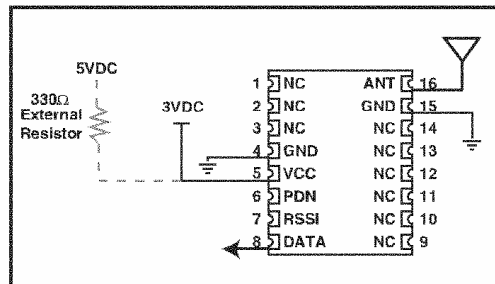 5VDC
330Ω
External
Resistor
3VDC
1 NC ANT 16
2 NC GND 15
3 NC NC 14
4 GND NC 13
5 VCC NC 12
6 PDN NC 11
7 RSSI NC 10
8 DATA NC 9